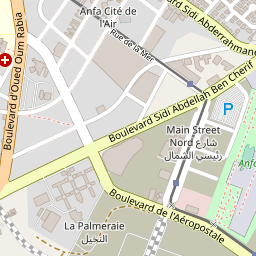 Anfa Cité de
l'Air
Rue de la Mer
Boulevard Sidi Abderrahmane
Boulevard d'Oued Oum Rabia
Boulevard Sidi Abdellah Ben Cherif
P
Main Street
Nord شارع
رئيسي الشمال
Anfa
La Palmeraie
النخيل
Boulevard de l'Aéropostale